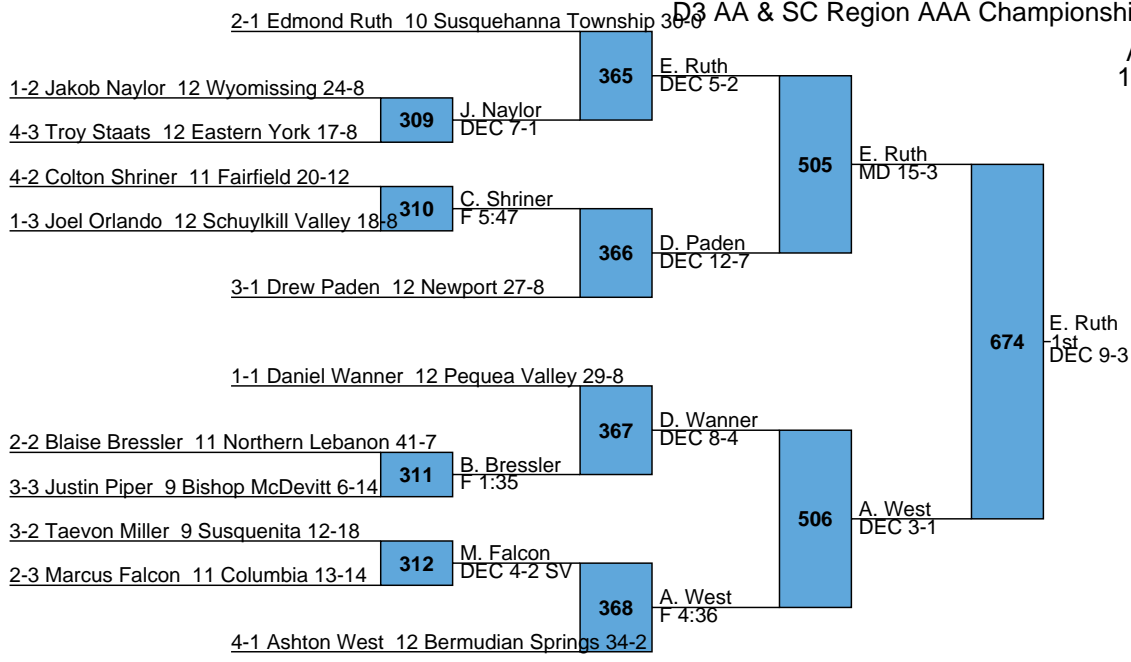 D3 AA & SC Region AAA Championshi
2-1 Edmond Ruth 10 Susquehanna Township 30-0
A
1
365
E. Ruth
DEC 5-2
1-2 Jakob Naylor 12 Wyomissing 24-8
309
J. Naylor
DEC 7-1
4-3 Troy Staats 12 Eastern York 17-8
505
E. Ruth
MD 15-3
4-2 Colton Shriner 11 Fairfield 20-12
310
C. Shriner
F 5:47
1-3 Joel Orlando 12 Schuylkill Valley 18-8
366
D. Paden
DEC 12-7
3-1 Drew Paden 12 Newport 27-8
674
E. Ruth
1st
DEC 9-3
1-1 Daniel Wanner 12 Pequea Valley 29-8
367
D. Wanner
DEC 8-4
2-2 Blaise Bressler 11 Northern Lebanon 41-7
311
B. Bressler
F 1:35
3-3 Justin Piper 9 Bishop McDevitt 6-14
506
A. West
DEC 3-1
3-2 Taevon Miller 9 Susquenita 12-18
312
M. Falcon
DEC 4-2 SV
2-3 Marcus Falcon 11 Columbia 13-14
368
A. West
F 4:36
4-1 Ashton West 12 Bermudian Springs 34-2